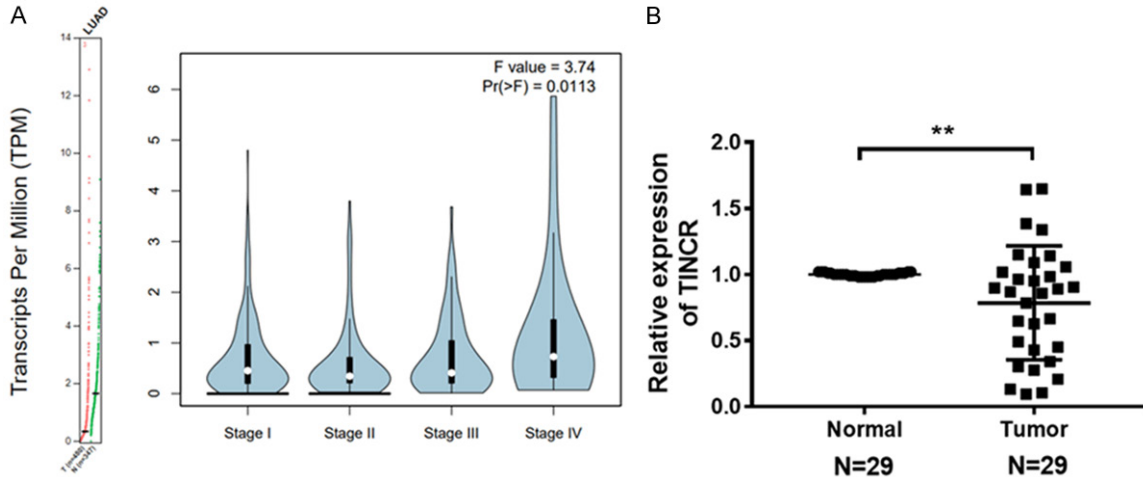 A
LUAD
Transcripts Per Million (TPM)
14
12
10
8
6
4
2
0
T (n=480)
N (n=347)
F value = 3.74
Pr(>F) = 0.0113
6
5
4
3
2
1
0
Stage I
Stage II
Stage III
Stage IV
B
**
Relative expression
of TINCR
2.0
1.5
1.0
0.5
0.0
Normal
Tumor
N=29
N=29